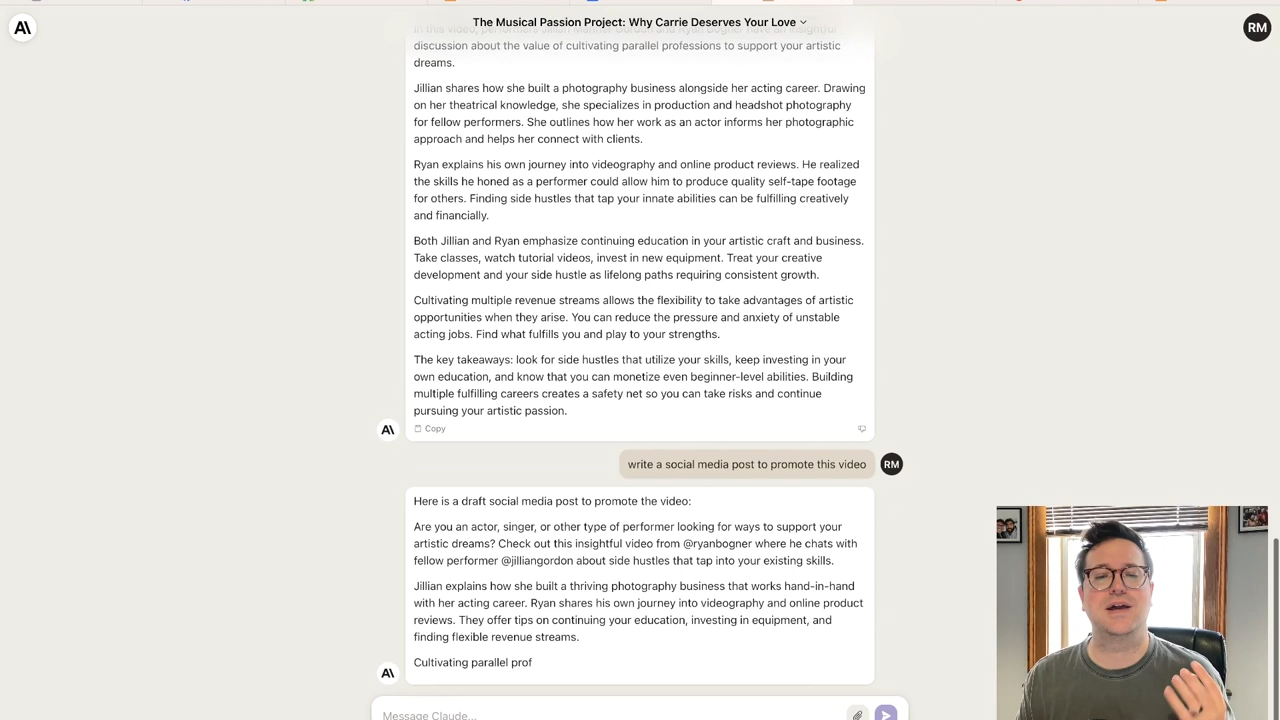 The Musical Passion Project: Why Carrie Deserves Your Love
RM
discussion about the value of cultivating parallel professions to support your artistic
dreams.
Jillian shares how she built a photography business alongside her acting career. Drawing
on her theatrical knowledge, she specializes in production and headshot photography
for fellow performers. She outlines how her work as an actor informs her photographic
approach and helps her connect with clients.
Ryan explains his own journey into videography and online product reviews. He realized
the skills he honed as a performer could allow him to produce quality self-tape footage
for others. Finding side hustles that tap your innate abilities can be fulfilling creatively
and financially.
Both Jillian and Ryan emphasize continuing education in your artistic craft and business.
Take classes, watch tutorial videos, invest in new equipment. Treat your creative
development and your side hustle as lifelong paths requiring consistent growth.
Cultivating multiple revenue streams allows the flexibility to take advantages of artistic
opportunities when they arise. You can reduce the pressure and anxiety of unstable
acting jobs. Find what fulfills you and play to your strengths.
The key takeaways: look for side hustles that utilize your skills, keep investing in your
own education, and know that you can monetize even beginner-level abilities. Building
multiple fulfilling careers creates a safety net so you can take risks and continue
pursuing your artistic passion.
Copy
write a social media post to promote this video
RM
Here is a draft social media post to promote the video:
Are you an actor, singer, or other type of performer looking for ways to support your
artistic dreams? Check out this insightful video from @ryanbogner where he chats with
fellow performer @jilliangordon about side hustles that tap into your existing skills.
Jillian explains how she built a thriving photography business that works hand-in-hand
with her acting career. Ryan shares his own journey into videography and online product
reviews. They offer tips on continuing your education, investing in equipment, and
finding flexible revenue streams.
Cultivating parallel prof
Message Claude...